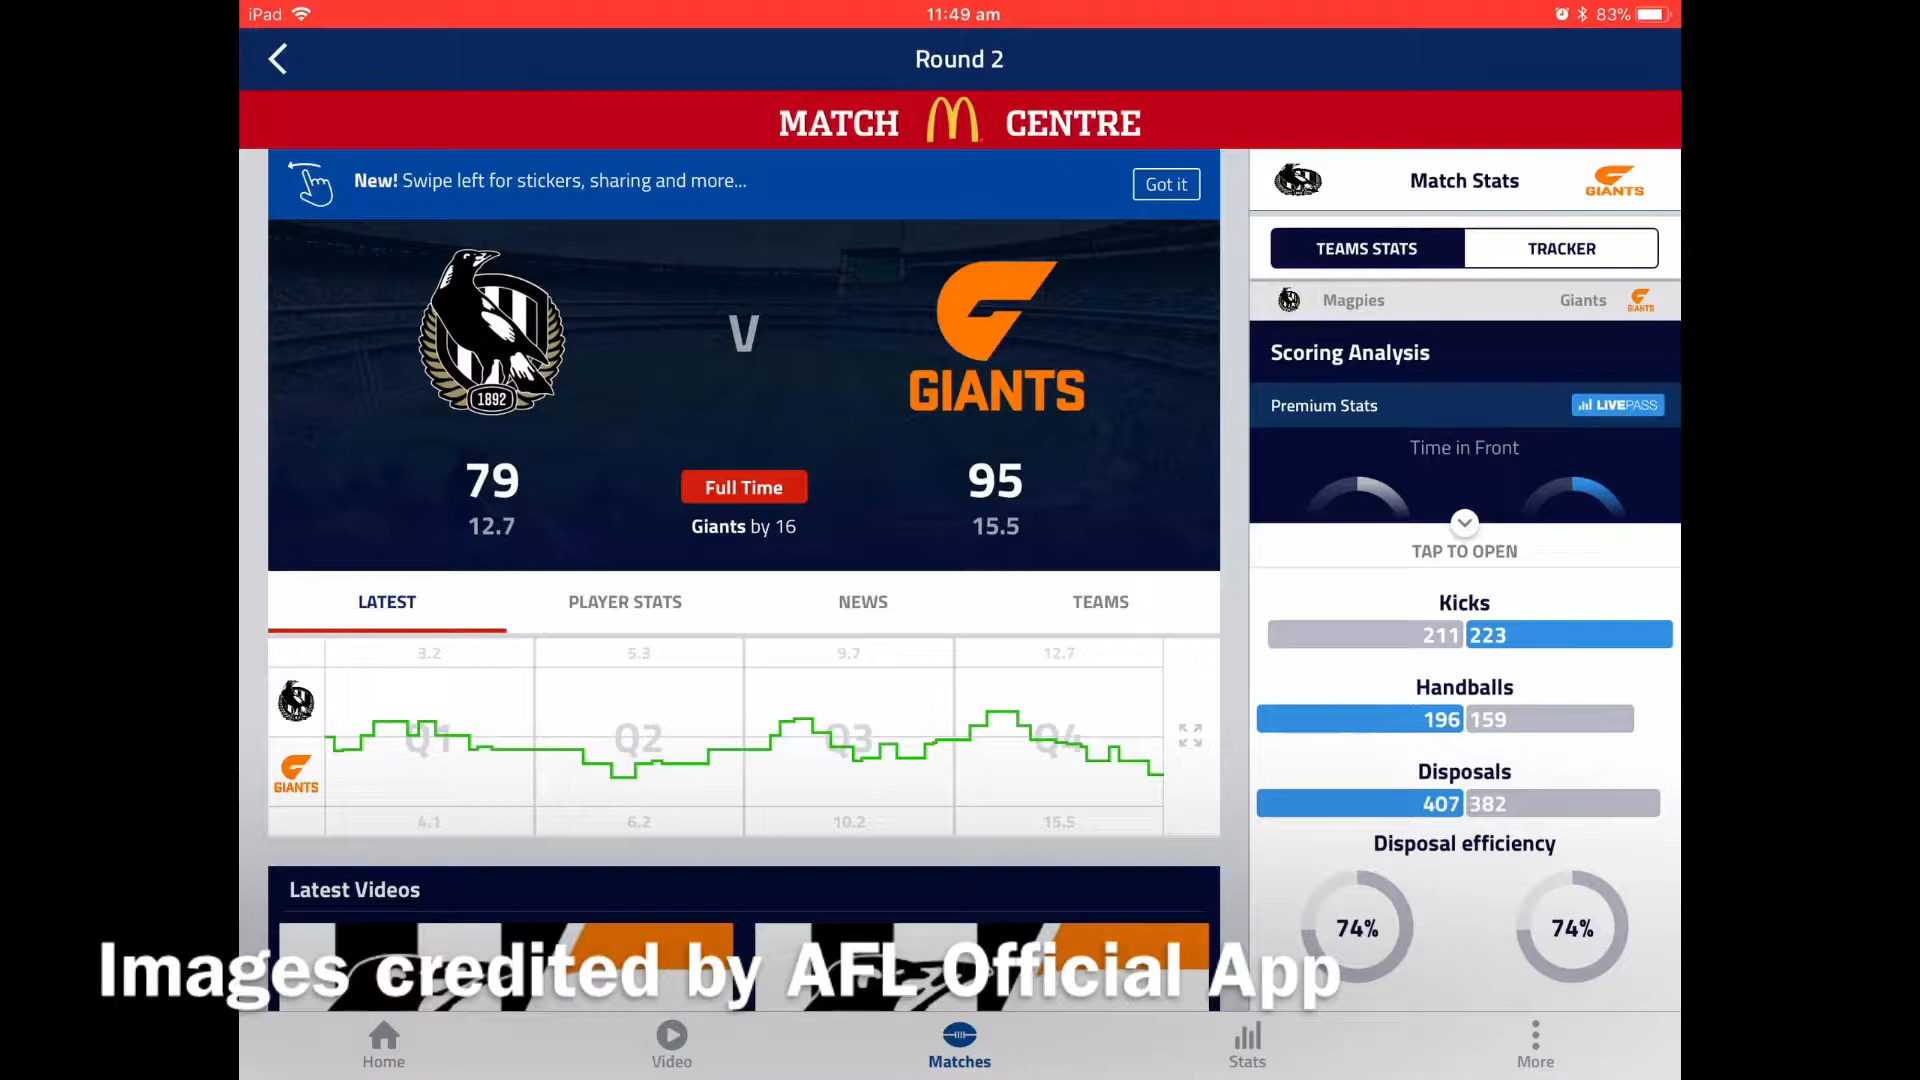 iPad
11:49 am
83%
Round 2
MATCH CENTRE
New! Swipe left for stickers, sharing and more...
Got it
1892
V
GIANTS
79
12.7
Full Time
Giants by 16
95
15.5
LATEST
PLAYER STATS
NEWS
TEAMS
3.2
5.3
9.7
12.7
Q1
Q2
Q3
Q4
GIANTS
4.1
6.2
10.2
15.5
Latest Videos
Match Stats
GIANTS
TEAMS STATS
TRACKER
Magpies
Giants
GIANTS
Scoring Analysis
Premium Stats
LIVEPASS
Time in Front
TAP TO OPEN
Kicks
211 223
Handballs
196 159
Disposals
407 382
Disposal efficiency
74%
74%
Images credited by AFL Official App
Home
Video
Matches
Stats
More